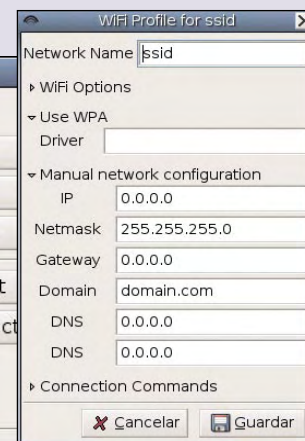 WiFi Profile for ssid
Network Name ssid
WiFi Options
Use WPA
Driver
Manual network configuration
IP 0.0.0.0
Netmask 255.255.255.0
Gateway 0.0.0.0
Domain domain.com
DNS 0.0.0.0
DNS 0.0.0.0
Connection Commands
Cancelar Guardar